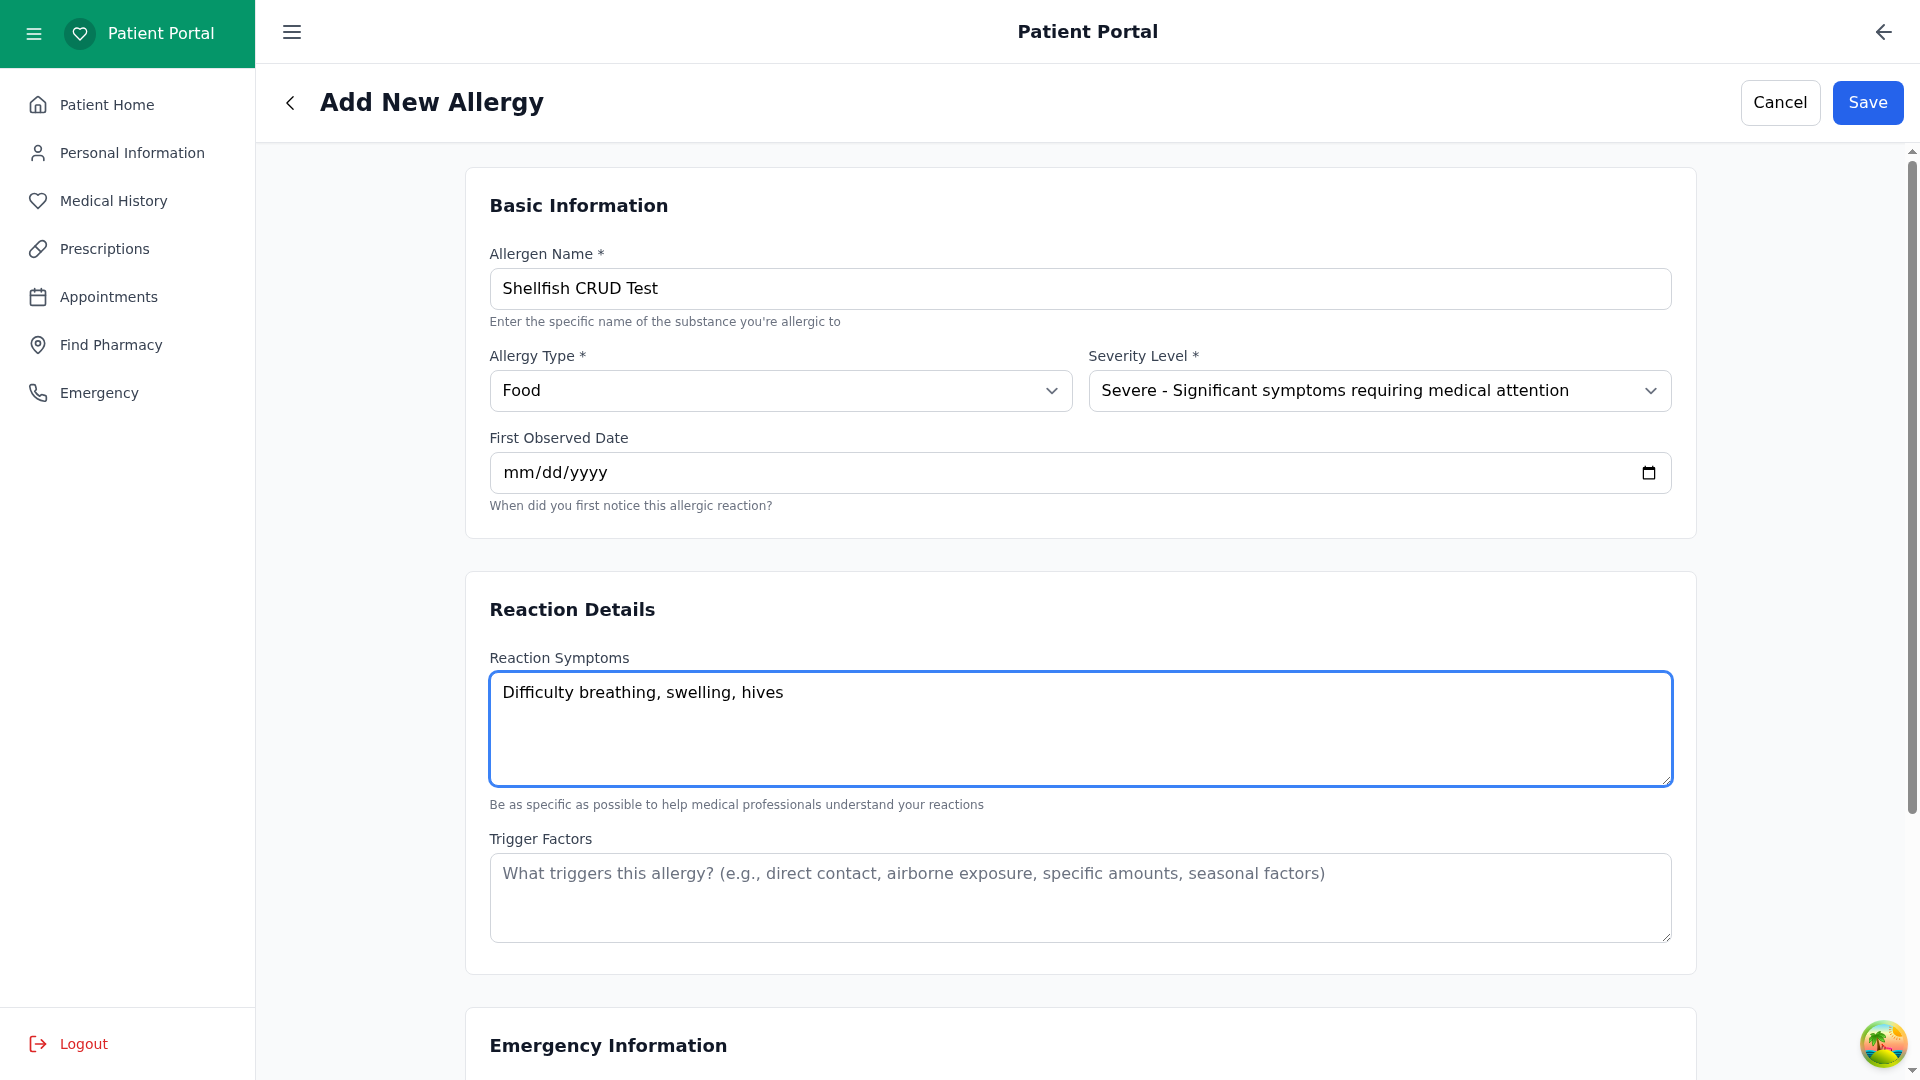 Patient Portal
Patient Home
Personal Information
Medical History
Prescriptions
Appointments
Find Pharmacy
Emergency
Logout
Patient Portal
Add New Allergy
Cancel
Save
Basic Information
Allergen Name *
Shellfish CRUD Test
Enter the specific name of the substance you're allergic to
Allergy Type *
Food
Severity Level *
Severe - Significant symptoms requiring medical attention
First Observed Date
mm/dd/yyyy
When did you first notice this allergic reaction?
Reaction Details
Reaction Symptoms
Difficulty breathing, swelling, hives
Be as specific as possible to help medical professionals understand your reactions
Trigger Factors
What triggers this allergy? (e.g., direct contact, airborne exposure, specific amounts, seasonal factors)
Emergency Information